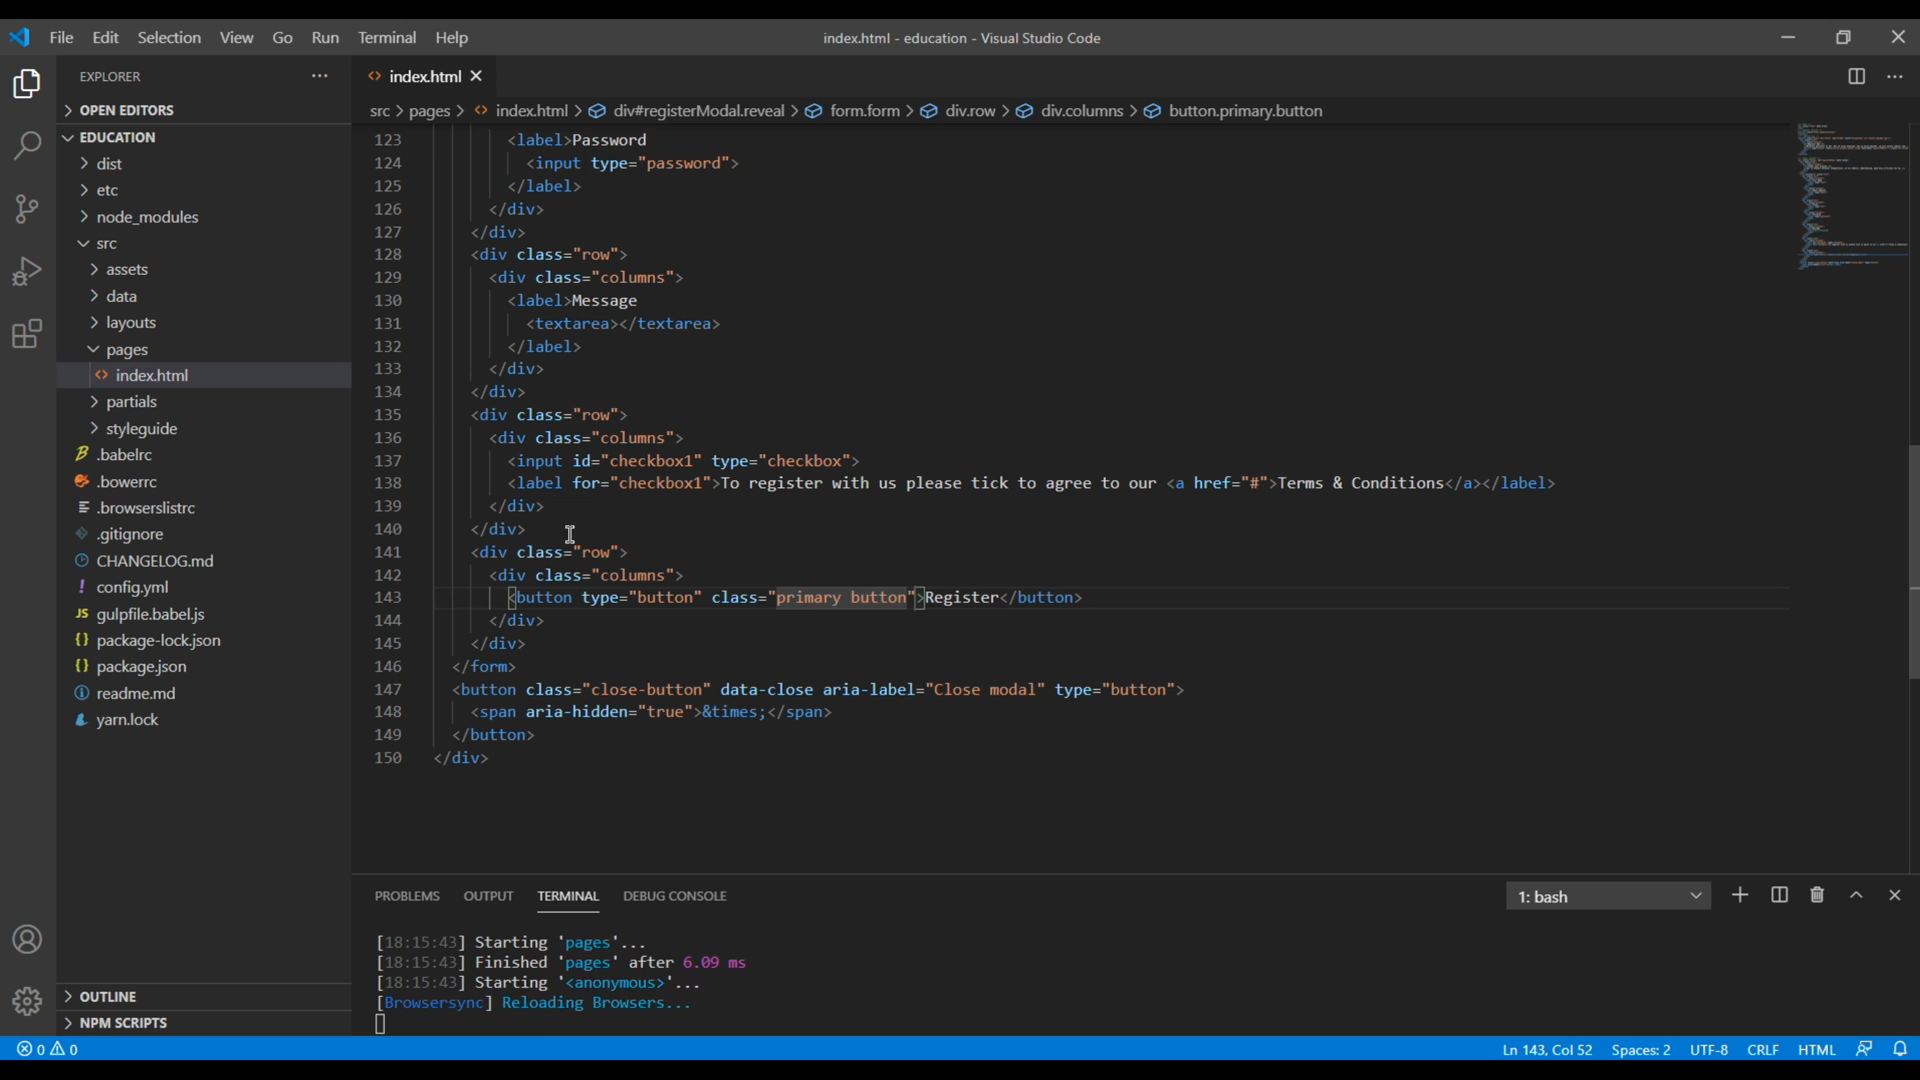 File Edit Selection View Go Run Terminal Help
index.html - education - Visual Studio Code
EXPLORER
OPEN EDITORS
EDUCATION
dist
etc
node_modules
src
assets
data
layouts
pages
index.html
partials
styleguide
.babelrc
.bowerrc
.browserslistrc
.gitignore
CHANGELOG.md
config.yml
gulpfile.babel.js
package-lock.json
package.json
readme.md
yarn.lock
OUTLINE
NPM SCRIPTS
index.html
src > pages > index.html > div#registerModal.reveal > form.form > div.row > div.columns > button.primary.button
123 <label>Password
124 <input type="password">
125 </label>
126 </div>
127 </div>
128 <div class="row">
129 <div class="columns">
130 <label>Message
131 <textarea></textarea>
132 </label>
133 </div>
134 </div>
135 <div class="row">
136 <div class="columns">
137 <input id="checkbox1" type="checkbox">
138 <label for="checkbox1">To register with us please tick to agree to our <a href="#">Terms & Conditions</a></label>
139 </div>
140 </div>
141 <div class="row">
142 <div class="columns">
143 <button type="button" class="primary button">Register</button>
144 </div>
145 </div>
146 </form>
147 <button class="close-button" data-close aria-label="Close modal" type="button">
148 <span aria-hidden="true">&times;</span>
149 </button>
150 </div>
PROBLEMS OUTPUT TERMINAL DEBUG CONSOLE
1: bash
[18:15:43] Starting 'pages'...
[18:15:43] Finished 'pages' after 6.09 ms
[18:15:43] Starting '<anonymous>'...
[Browsersync] Reloading Browsers...
0 0
Ln 143, Col 52 Spaces: 2 UTF-8 CRLF HTML